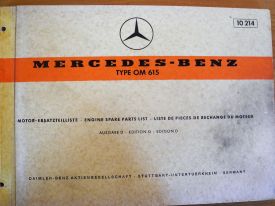 10 214
MERCEDES-BENZ
TYPE OM 615
MOTOR-ERSATZTEILLISTE · ENGINE SPARE PARTS LIST · LISTE DE PIECES DE RECHANGE DU MOTEUR
AUSGABE D · EDITION D · EDITION D
DAIMLER-BENZ AKTIENGESELLSCHAFT · STUTTGART-UNTERTÜRKHEIM · GERMANY